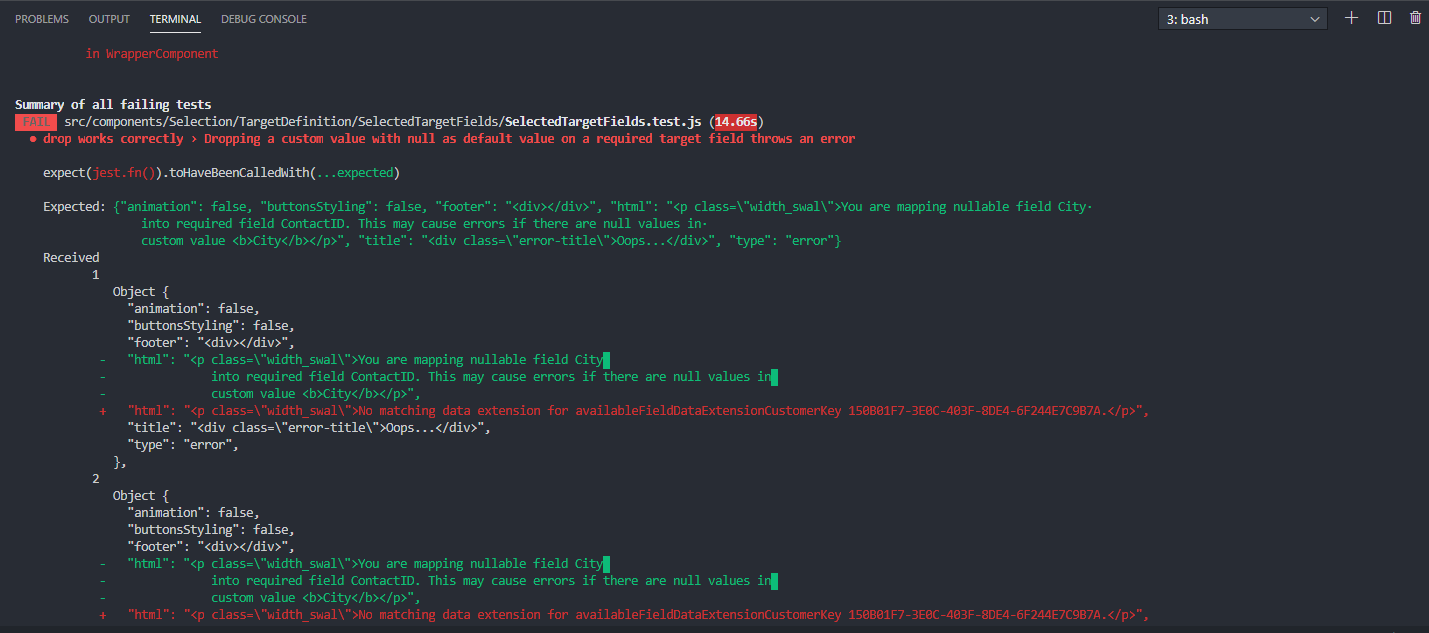 PROBLEMS OUTPUT TERMINAL DEBUG CONSOLE 3: bash
in WrapperComponent
Summary of all failing tests
FAIL src/components/Selection/TargetDefinition/SelectedTargetFields/SelectedTargetFields.test.js (14.66s)
● drop works correctly › Dropping a custom value with null as default value on a required target field throws an error
expect(jest.fn()).toHaveBeenCalledWith(...expected)
Expected: {"animation": false, "buttonsStyling": false, "footer": "<div></div>", "html": "<p class=\"width_swal\">You are mapping nullable field City·
into required field ContactID. This may cause errors if there are null values in·
custom value <b>City</b></p>", "title": "<div class=\"error-title\">Oops...</div>", "type": "error"}
Received
1
Object {
"animation": false,
"buttonsStyling": false,
"footer": "<div></div>",
- "html": "<p class=\"width_swal\">You are mapping nullable field City
- into required field ContactID. This may cause errors if there are null values in
- custom value <b>City</b></p>",
+ "html": "<p class=\"width_swal\">No matching data extension for availableFieldDataExtensionCustomerKey 150B01F7-3E0C-403F-8DE4-6F244E7C9B7A.</p>",
"title": "<div class=\"error-title\">Oops...</div>",
"type": "error",
},
2
Object {
"animation": false,
"buttonsStyling": false,
"footer": "<div></div>",
- "html": "<p class=\"width_swal\">You are mapping nullable field City
- into required field ContactID. This may cause errors if there are null values in
- custom value <b>City</b></p>",
+ "html": "<p class=\"width_swal\">No matching data extension for availableFieldDataExtensionCustomerKey 150B01F7-3E0C-403F-8DE4-6F244E7C9B7A.</p>",